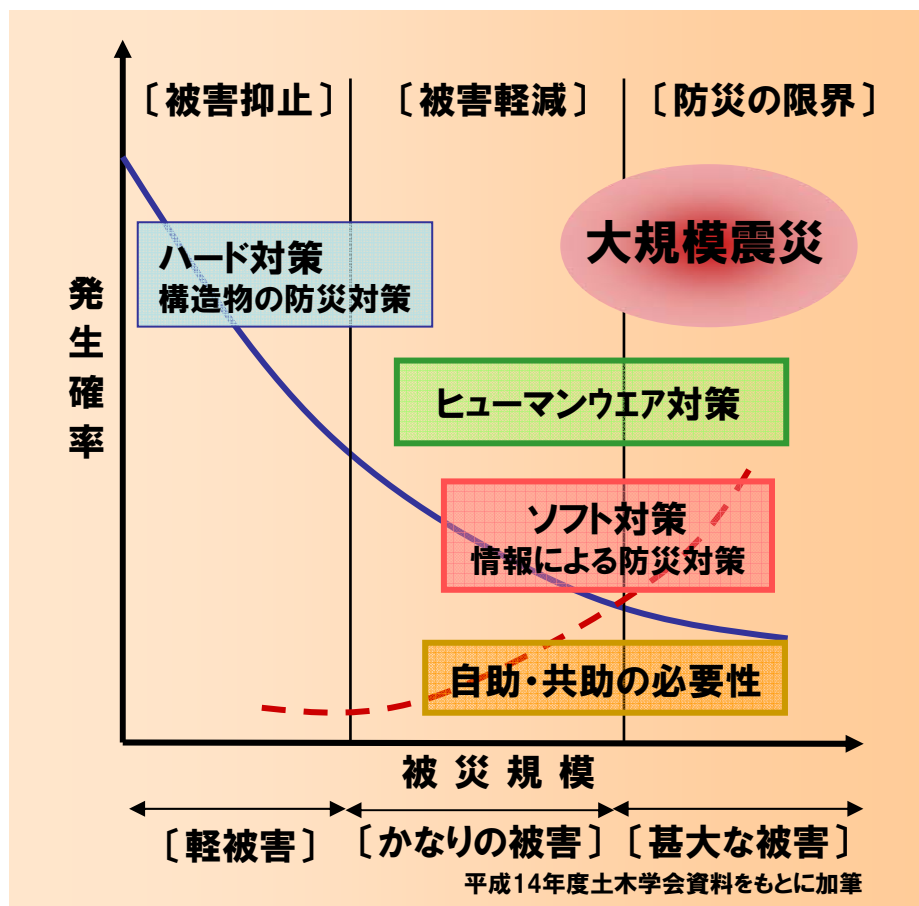 〔被害抑止〕
〔被害軽減〕
〔防災の限界〕
大規模震災
ハード対策
構造物の防災対策
発生確率
ヒューマンウエア対策
ソフト対策
情報による防災対策
自助・共助の必要性
被災規模
〔軽被害〕
〔かなりの被害〕
〔甚大な被害〕
平成14年度土木学会資料をもとに加筆